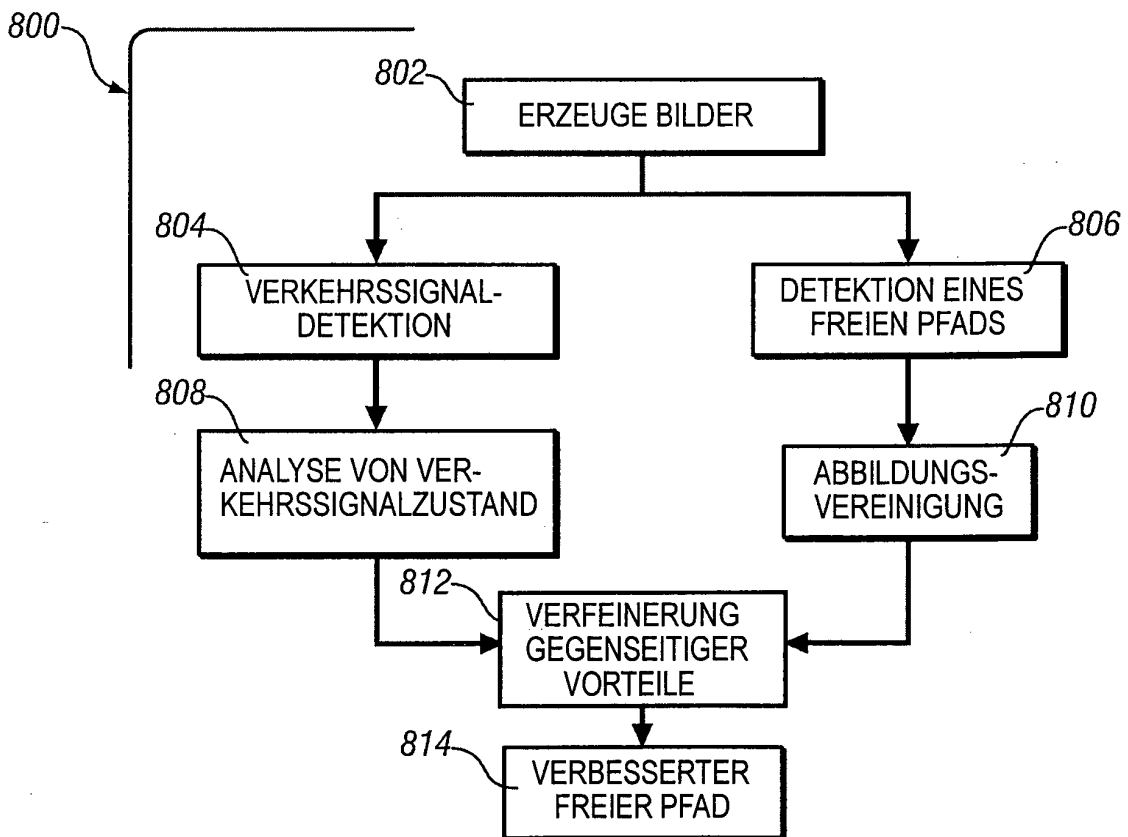 800
802
ERZEUGE BILDER
804
806
VERKEHRSSIGNAL-
DETEKTION
DETEKTION EINES
FREIEN PFADS
808
810
ANALYSE VON VER-
KEHRSSIGNALZUSTAND
ABBILDUNGS-
VEREINIGUNG
812
VERFEINERUNG
GEGENSEITIGER
VORTEILE
814
VERBESSERTER
FREIER PFAD